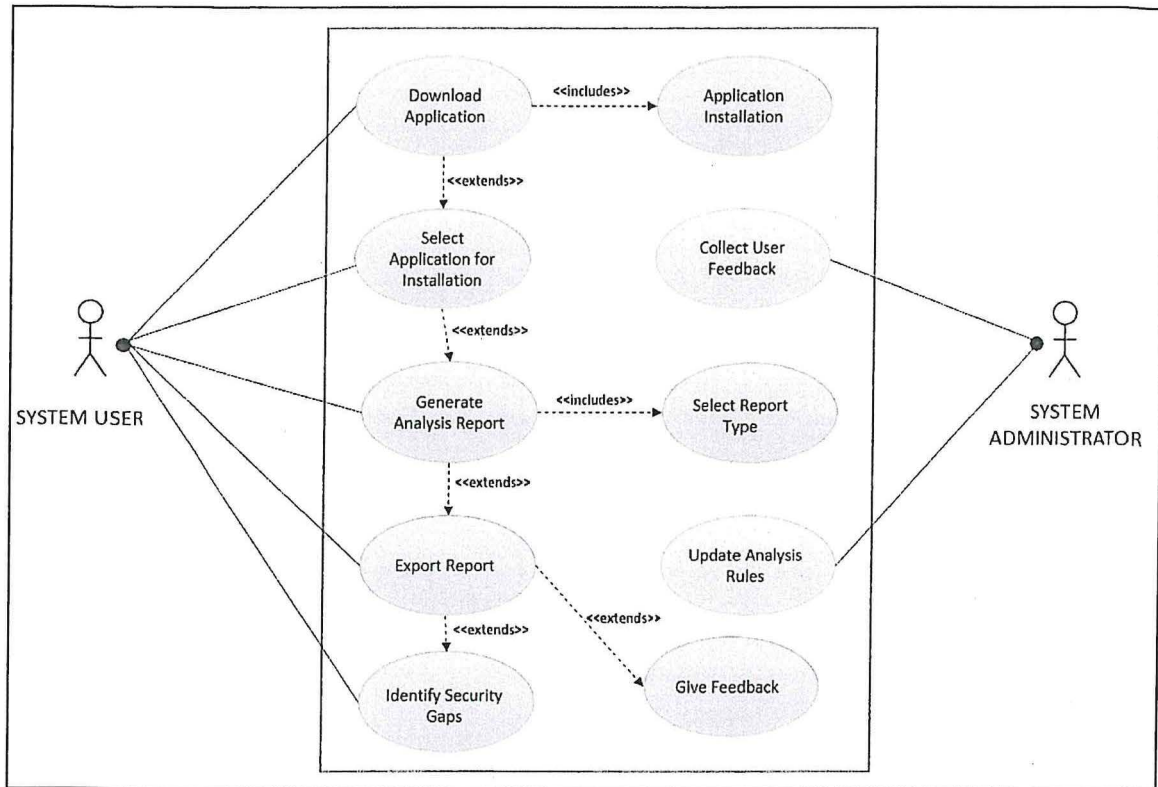 Download
Application
<<includes>>
Application
Installation
<<extends>>
Select
Application for
Installation
Collect User
Feedback
<<extends>>
SYSTEM USER
Generate
Analysis Report
<<includes>>
Select Report
Type
SYSTEM
ADMINISTRATOR
<<extends>>
Export Report
Update Analysis
Rules
<<extends>>
<<extends>>
Identify Security
Gaps
Give Feedback